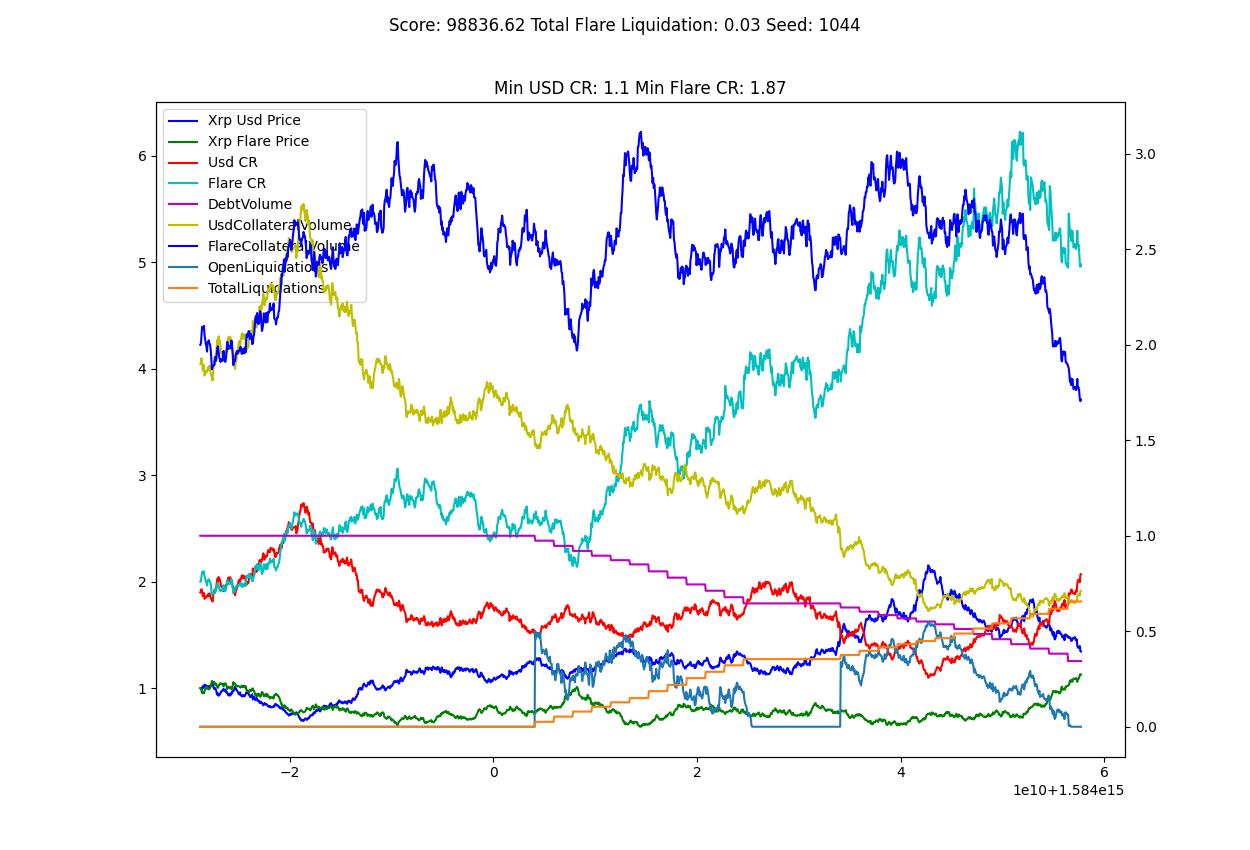 Score: 98836.62 Total Flare Liquidation: 0.03 Seed: 1044
Min USD CR: 1.1 Min Flare CR: 1.87
Xrp Usd Price
Xrp Flare Price
Usd CR
Flare CR
DebtVolume
UsdCollateralVolume
FlareCollateralVolume
OpenLiquidations
TotalLiquidations
6
5
4
3
2
1
3.0
2.5
2.0
1.5
1.0
0.5
0.0
−2
0
2
4
6
1e10+1.584e15